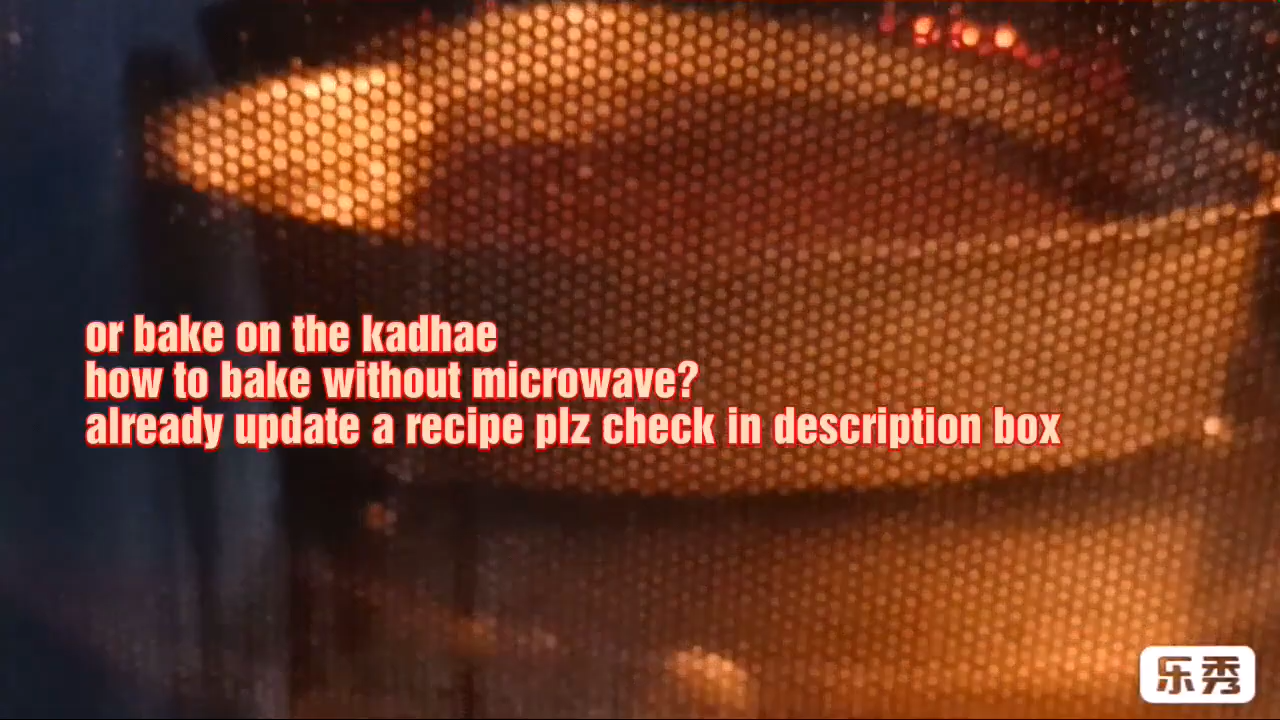 or bake on the kadhae
how to bake without microwave?
already update a recipe plz check in description box
乐秀